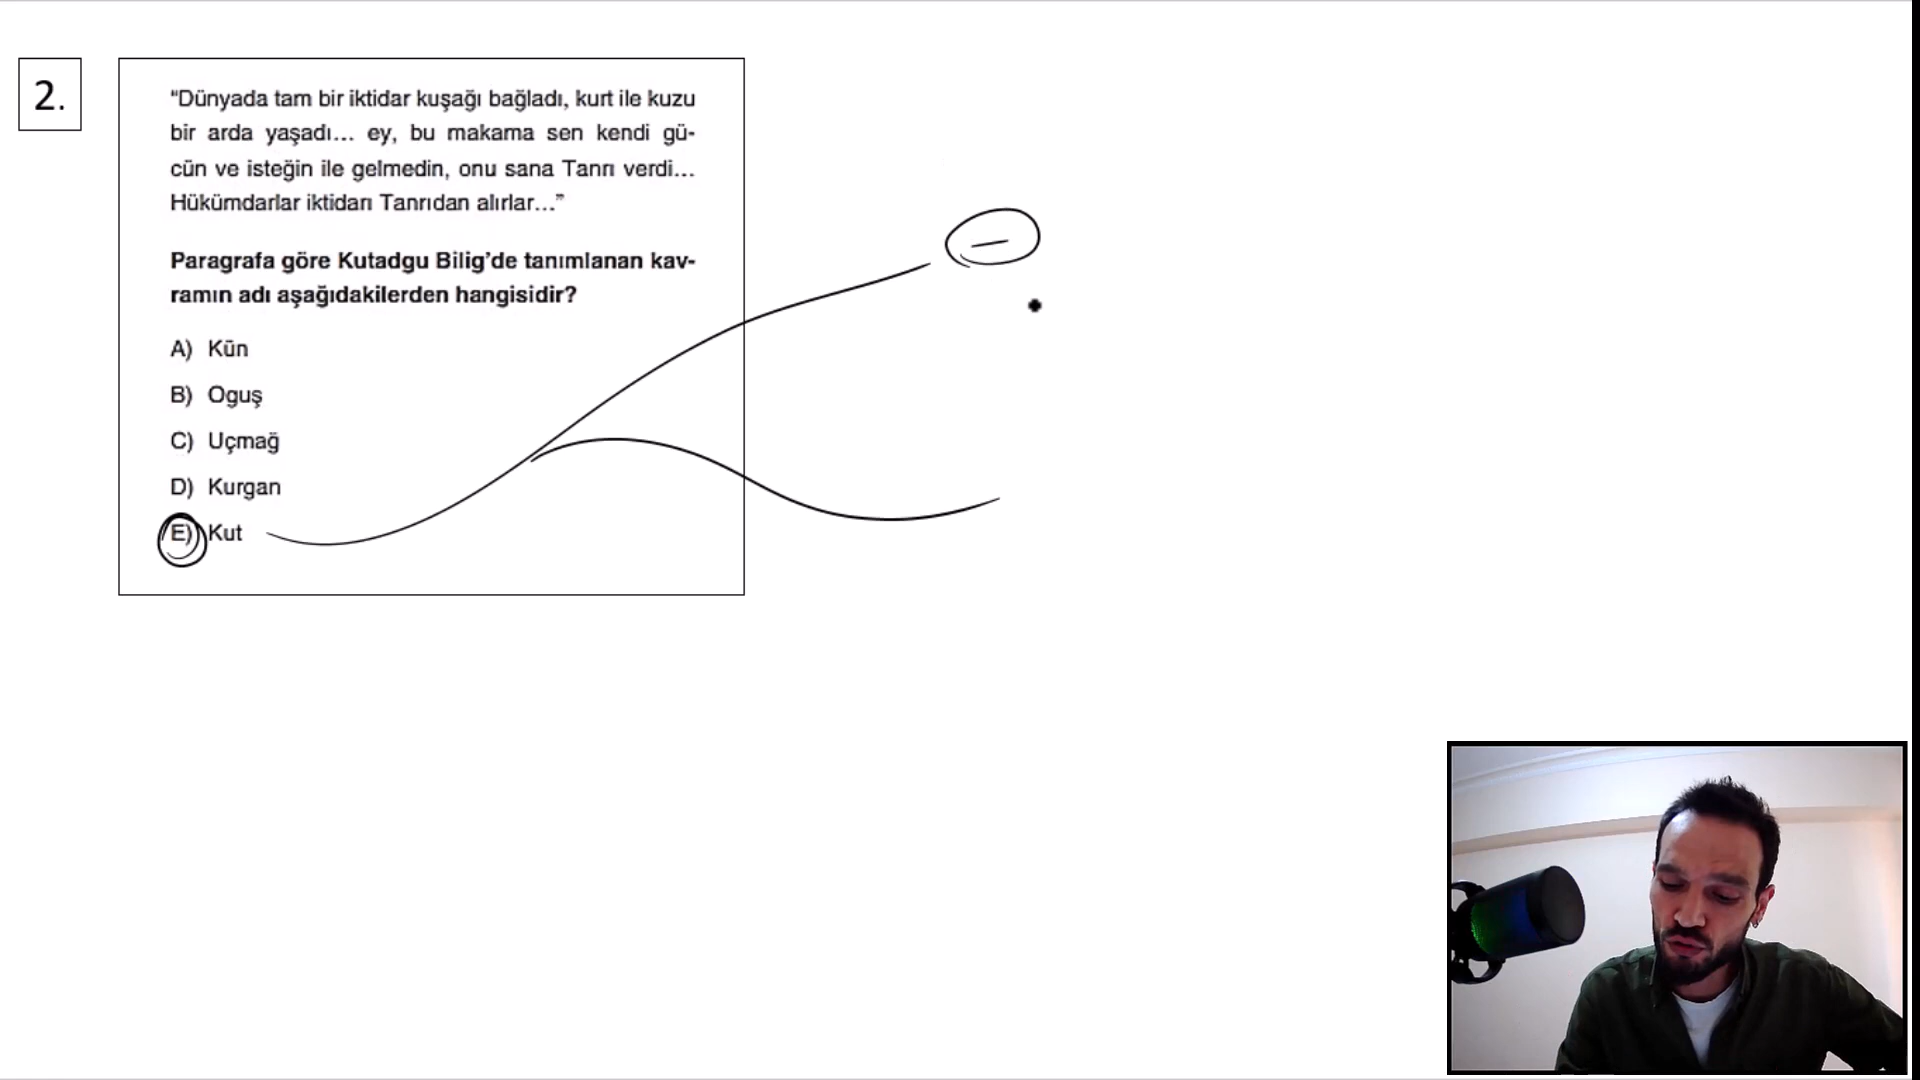 2.
“Dünyada tam bir iktidar kuşağı bağladı, kurt ile kuzu
bir arda yaşadı... ey, bu makama sen kendi gü-
cün ve isteğin ile gelmedin, onu sana Tanrı verdi...
Hükümdarlar iktidarı Tanrıdan alırlar...”
Paragrafa göre Kutadgu Bilig’de tanımlanan kav-
ramın adı aşağıdakilerden hangisidir?
A) Kün
B) Oguş
C) Uçmağ
D) Kurgan
E) Kut